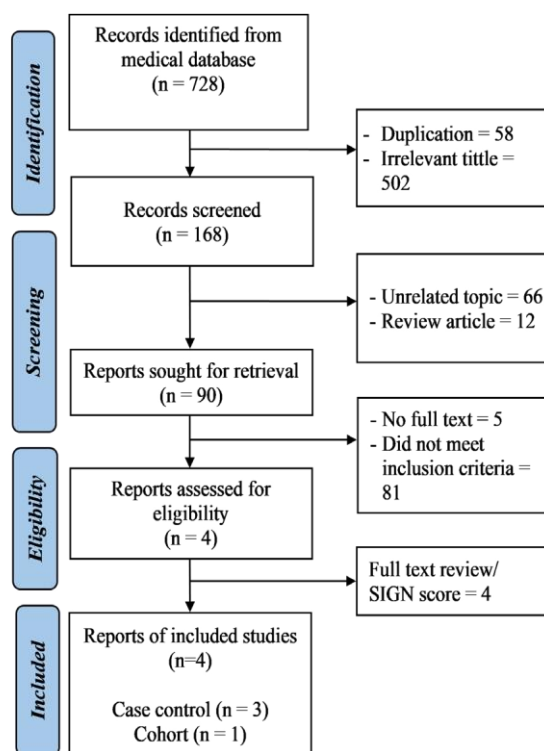 Identification
Records identified from
medical database
(n = 728)
- Duplication = 58
- Irrelevant tittle =
502
Records screened
(n = 168)
Screening
- Unrelated topic = 66
- Review article = 12
Reports sought for retrieval
(n = 90)
- No full text = 5
- Did not meet
inclusion criteria =
81
Eligibility
Reports assessed for
eligibility
(n = 4)
Full text review/
SIGN score = 4
Included
Reports of included studies
(n=4)
Case control (n = 3)
Cohort (n = 1)